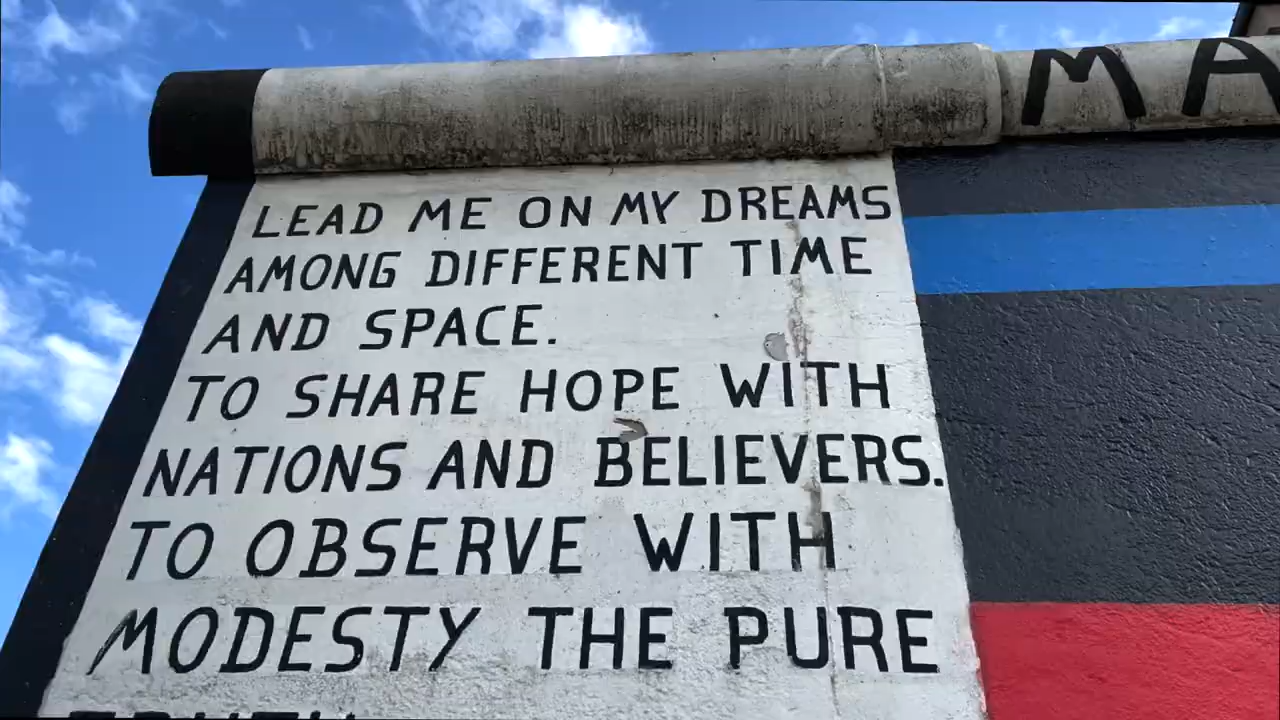 MA
LEAD ME ON MY DREAMS
AMONG DIFFERENT TIME
AND SPACE.
TO SHARE HOPE WITH
NATIONS AND BELIEVERS.
TO OBSERVE WITH
MODESTY THE PURE